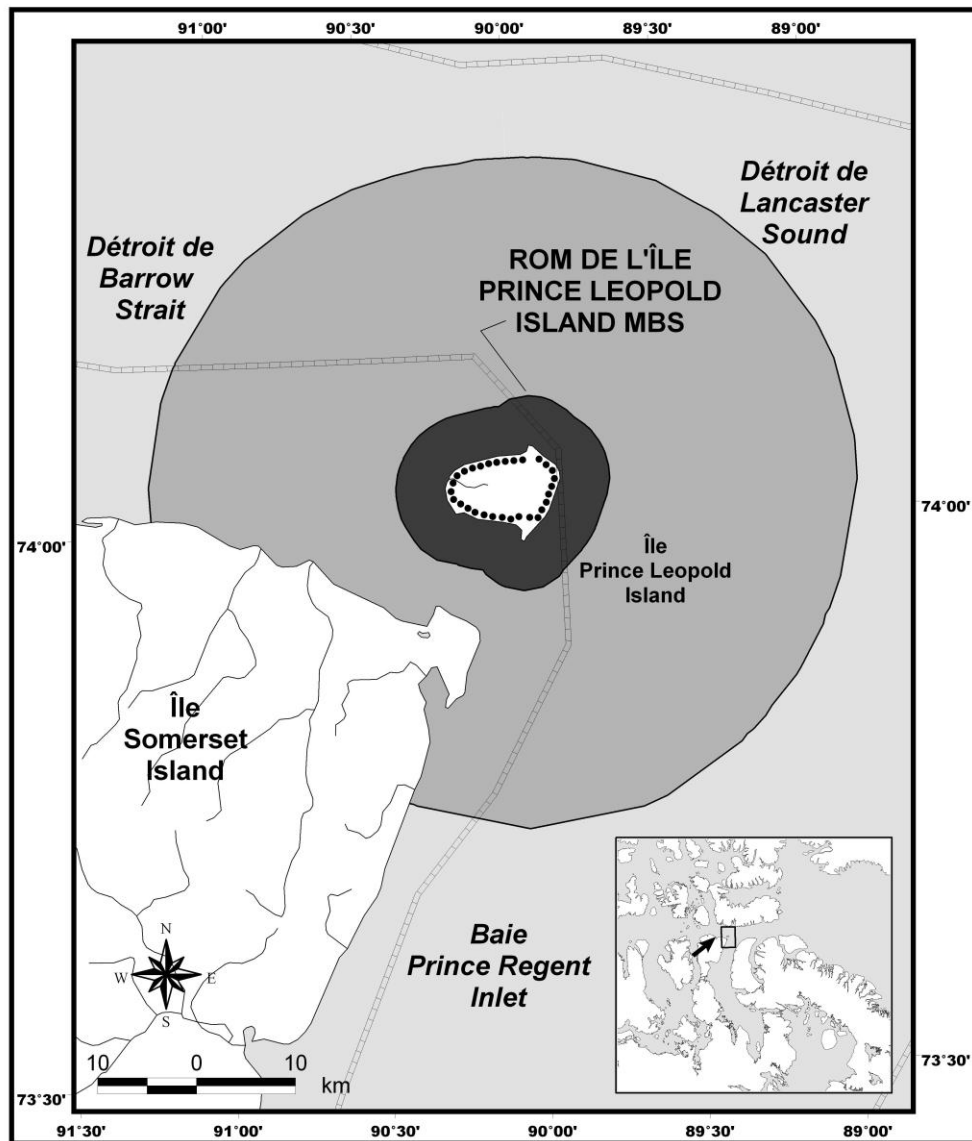 91°00'
90°30'
90°00'
89°30'
89°00'
Détroit de
Lancaster
Sound
Détroit de
Barrow
Strait
ROM DE L'ÎLE
PRINCE LEOPOLD
ISLAND MBS
74°00'
74°00'
Île
Prince Leopold
Island
Île
Somerset
Island
Baie
Prince Regent
Inlet
N
W
E
S
10
0
10
km
73°30'
73°30'
91°30'
91°00'
90°30'
90°00'
89°30'
89°00'